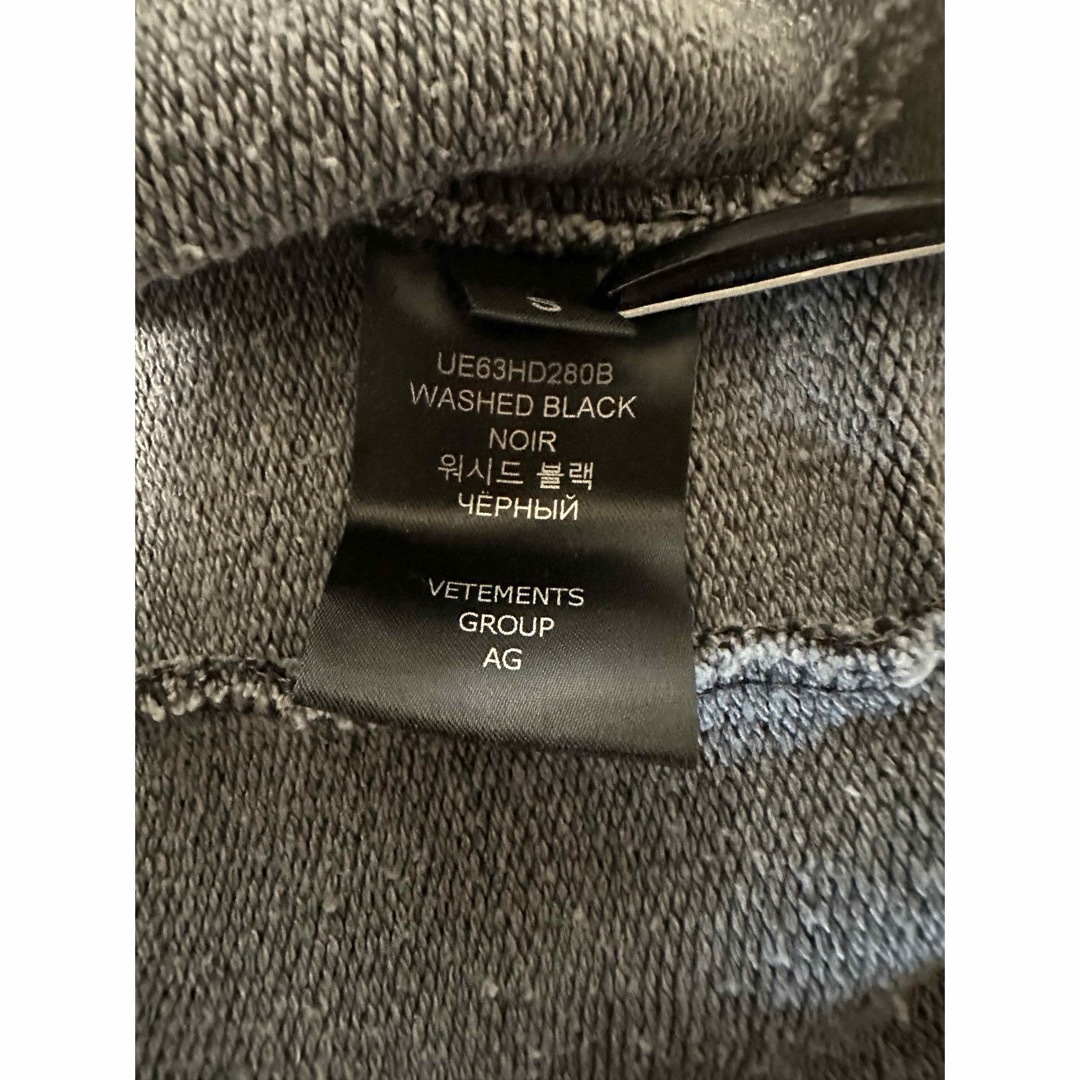 UE63HD280B
WASHED BLACK
NOIR
워시드 블랙
ЧЁРНЫЙ
VETEMENTS
GROUP
AG